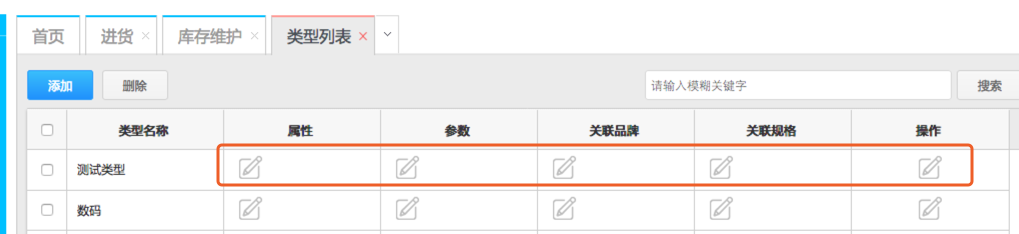 首页 进货 × 库存维护 × 类型列表 ×
添加 删除 请输入模糊关键字 搜索
类型名称 属性 参数 关联品牌 关联规格 操作
测试类型
数码